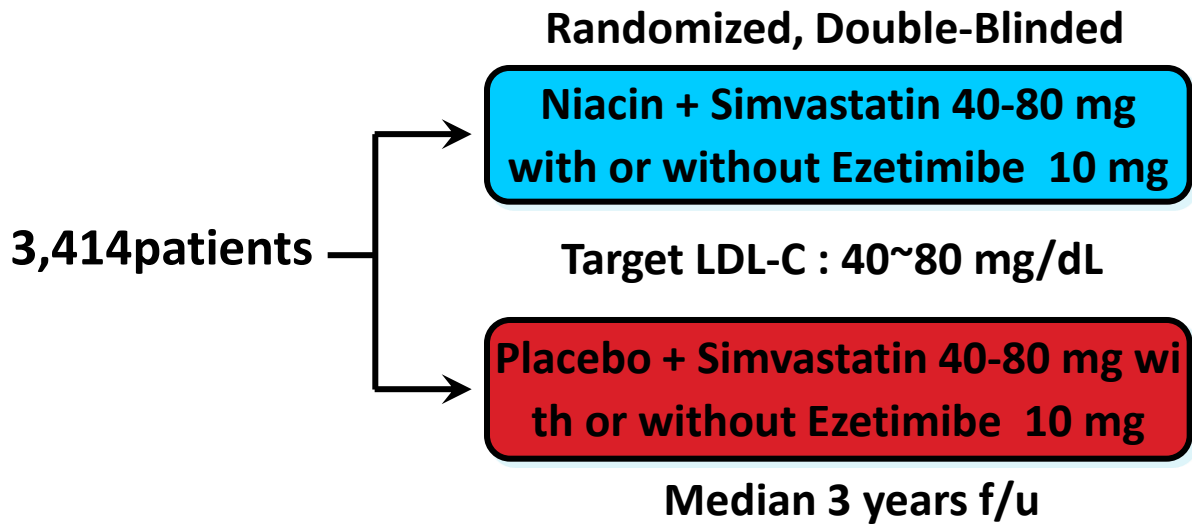 Randomized, Double-Blinded
Niacin + Simvastatin 40-80 mg
with or without Ezetimibe  10 mg
3,414patients
Target LDL-C : 40~80 mg/dL
Placebo + Simvastatin 40-80 mg wi
th or without Ezetimibe  10 mg
Median 3 years f/u